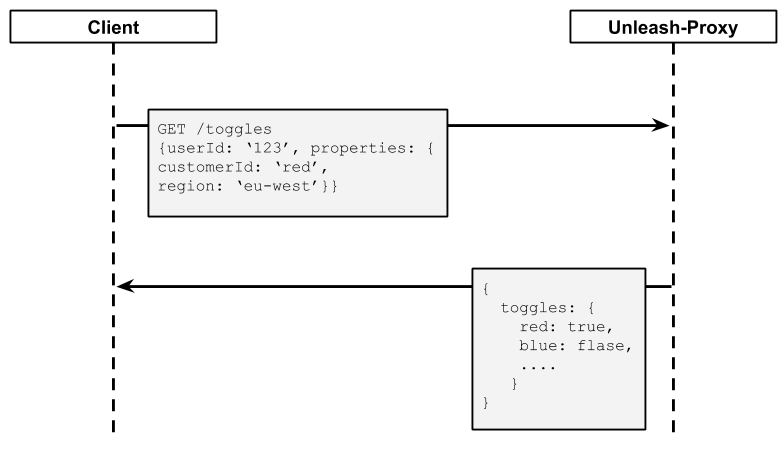 Client
Unleash-Proxy
GET /toggles
{userId: ‘123’, properties: {
customerId: ‘red’,
region: ‘eu-west’}}
{
toggles: {
red: true,
blue: flase,
....
}
}